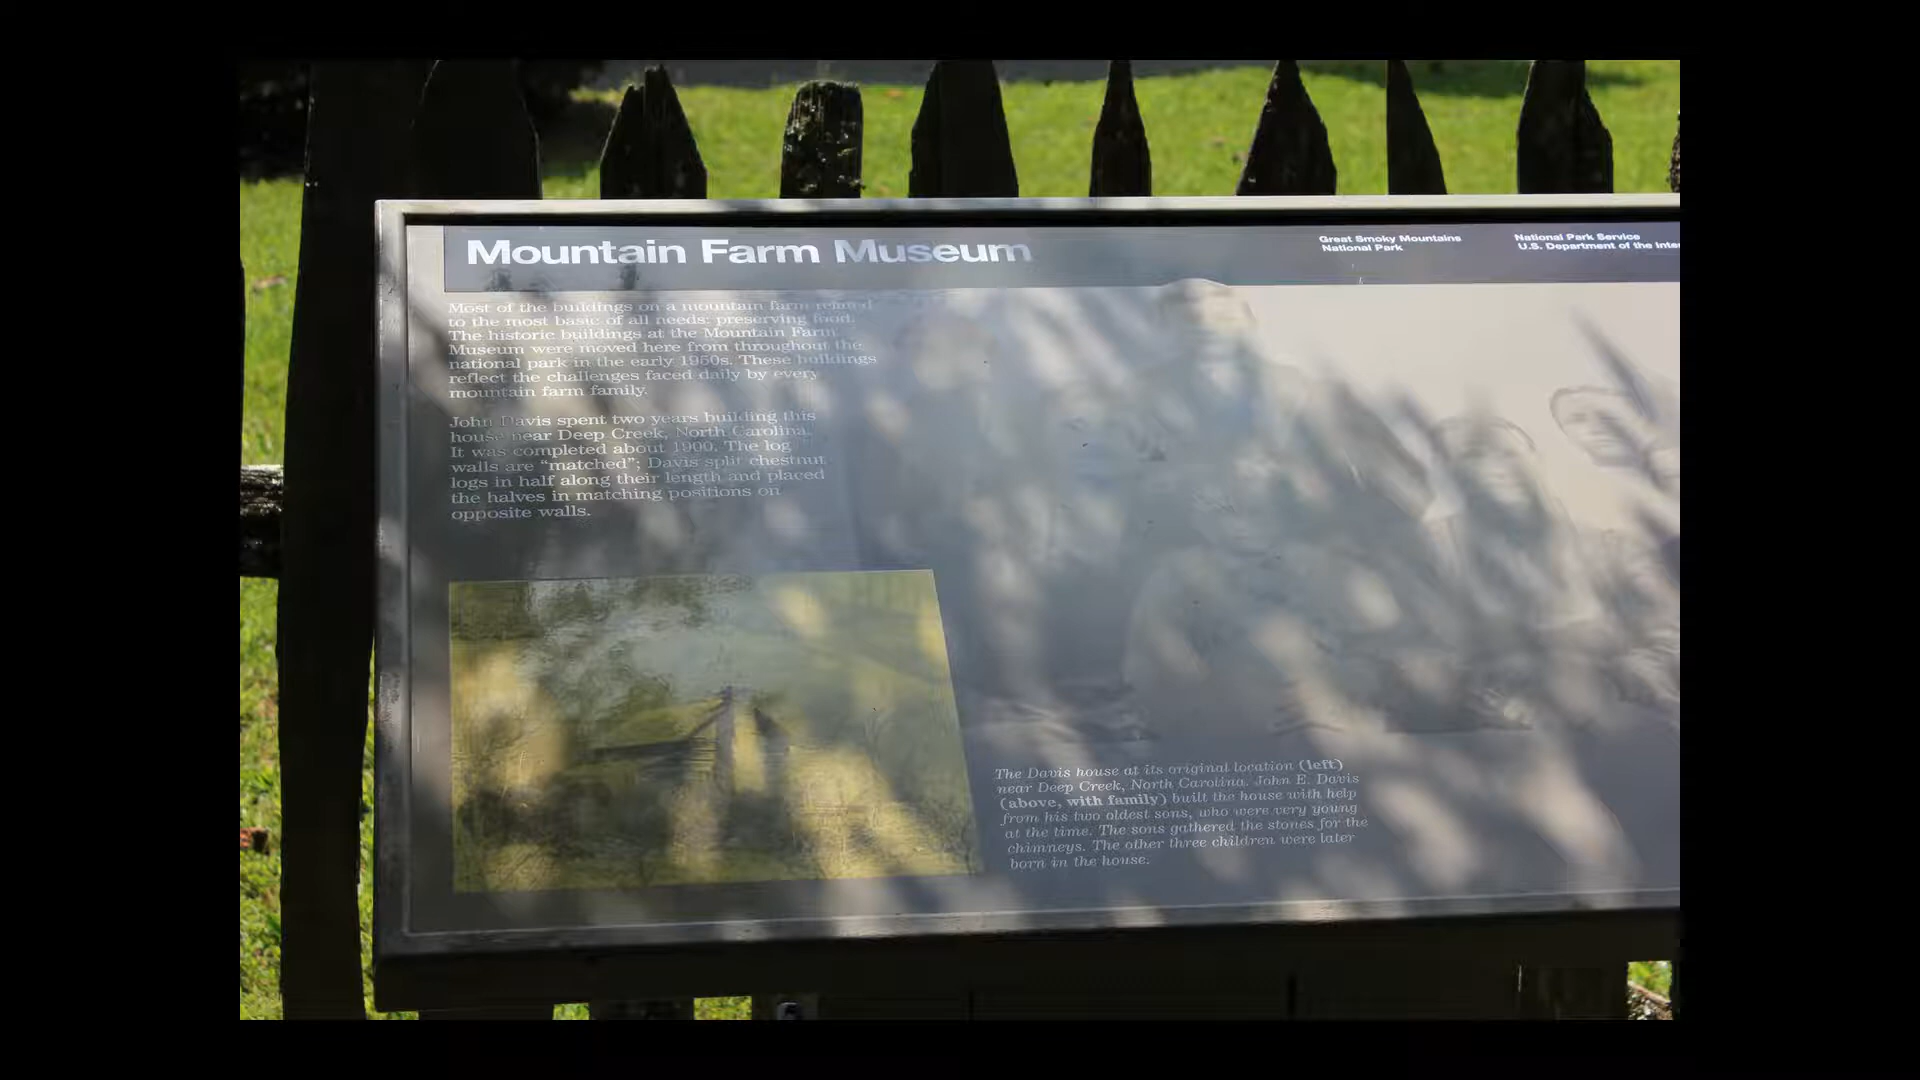 Mountain Farm Museum
Great Smoky Mountains
National Park
National Park Service
U.S. Department of the
Most of the buildings on a mountain farm related
to the most basic of all needs: preserving food.
The historic buildings at the Mountain Farm
Museum were moved here from throughout the
national park in the early 1950s. These buildings
reflect the challenges faced daily by every
mountain farm family.
John Davis spent two years building this
house near Deep Creek, North Carolina.
It was completed about 1900. The log
walls are “matched”; Davis split chestnut
logs in half along their length and placed
the halves in matching positions on
opposite walls.
The Davis house at its original location (left)
near Deep Creek, North Carolina. John E. Davis
(above, with family) built the house with help
from his two oldest sons, who were very young
at the time. The sons gathered the stones for the
chimneys. The other three children were later
born in the house.